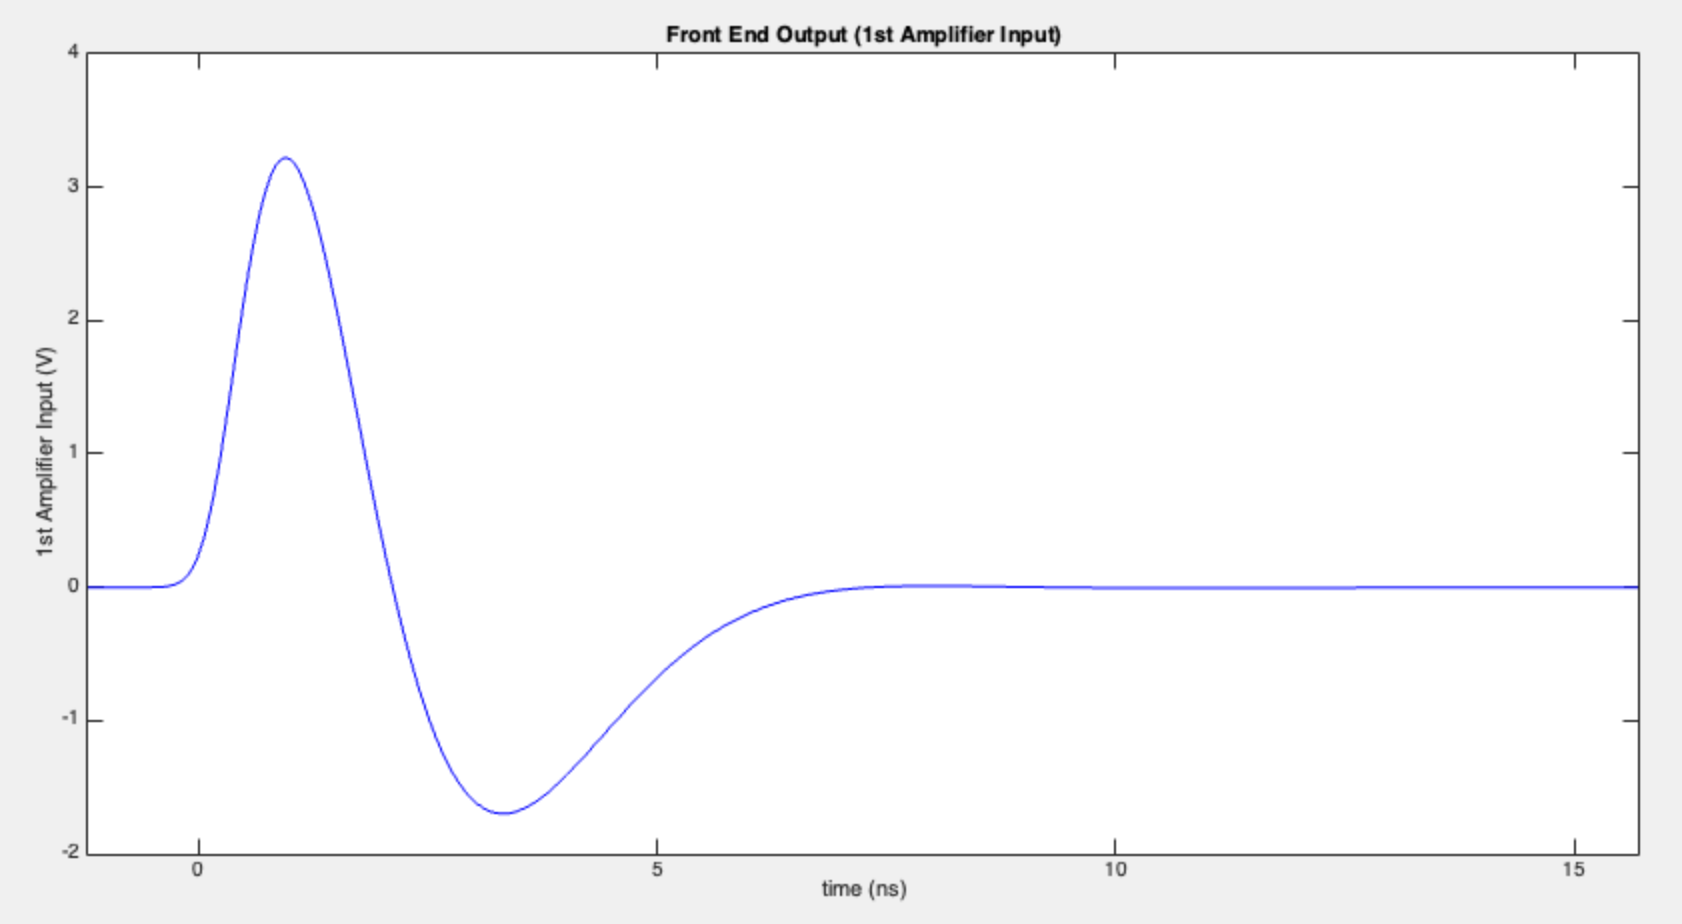 Front End Output (1st Amplifier Input)
4
3
2
1
0
-1
-2
1st Amplifier Input (V)
0 5 10 15
time (ns)